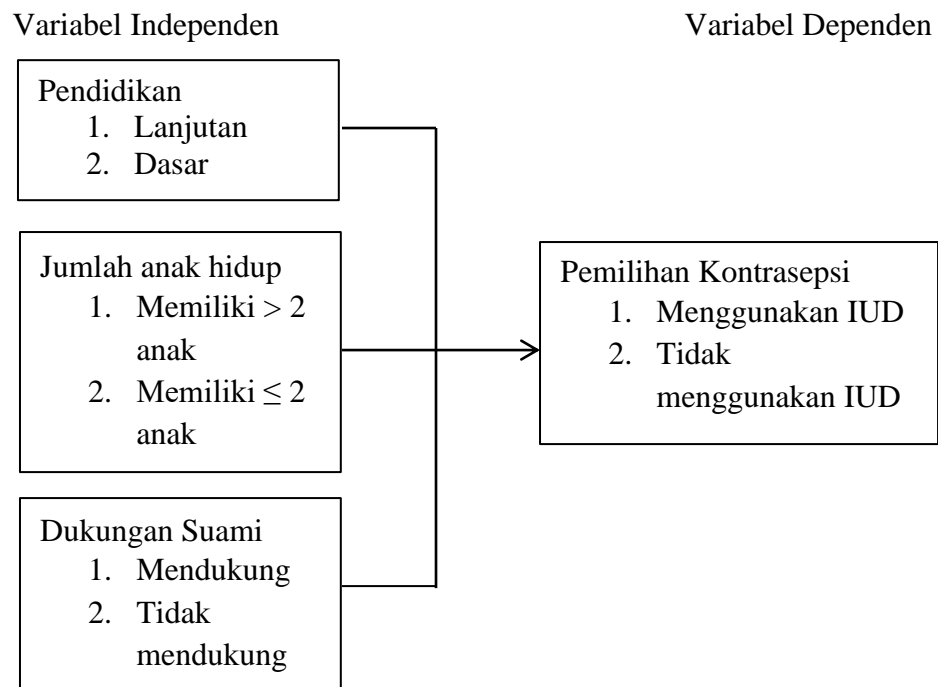 Variabel Independen
Variabel Dependen
Pendidikan
1. Lanjutan
2. Dasar
Jumlah anak hidup
1. Memiliki > 2
anak
2. Memiliki ≤ 2
anak
Dukungan Suami
1. Mendukung
2. Tidak
mendukung
Pemilihan Kontrasepsi
1. Menggunakan IUD
2. Tidak
menggunakan IUD